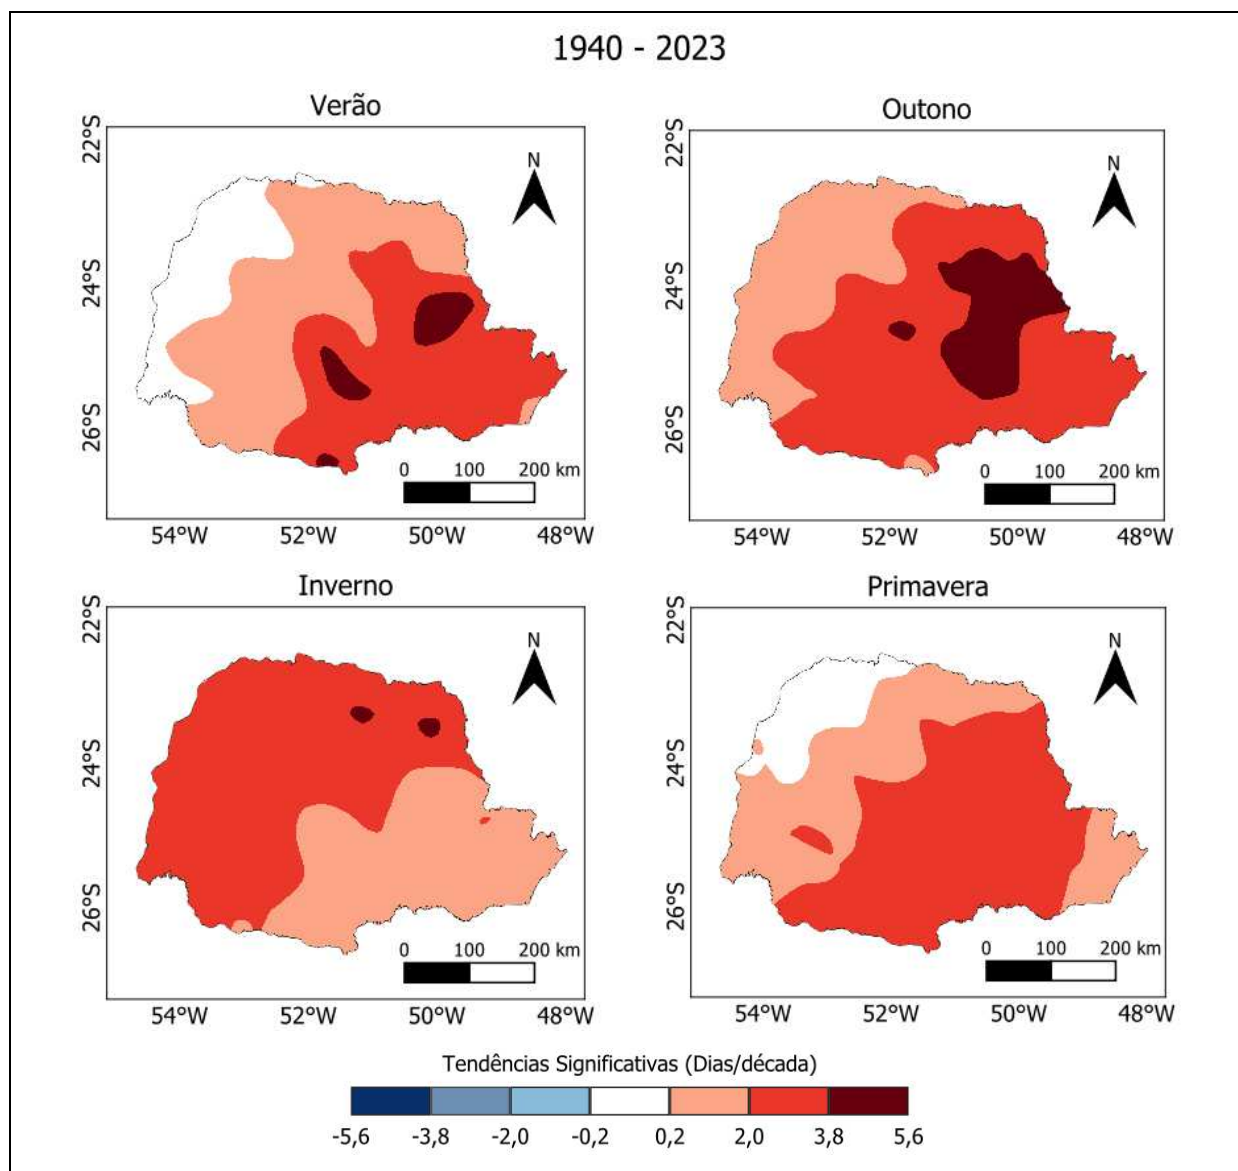 1940 - 2023
Verão
Outono
22°S
24°S
26°S
N
0 100 200 km
54°W 52°W 50°W 48°W
22°S
24°S
26°S
N
0 100 200 km
54°W 52°W 50°W 48°W
Inverno
Primavera
22°S
24°S
26°S
N
0 100 200 km
54°W 52°W 50°W 48°W
22°S
24°S
26°S
N
0 100 200 km
54°W 52°W 50°W 48°W
Tendências Significativas (Dias/década)
-5,6 -3,8 -2,0 -0,2 0,2 2,0 3,8 5,6